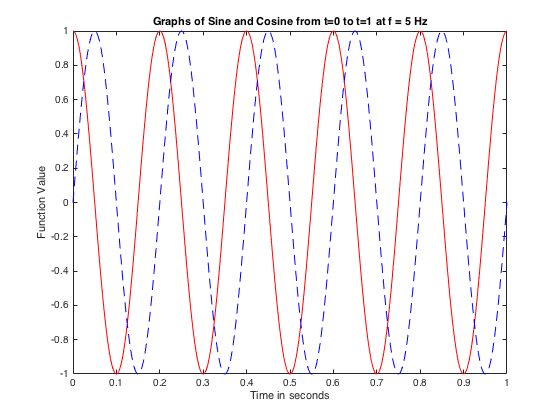 Graphs of Sine and Cosine from t=0 to t=1 at f = 5 Hz
1
0.8
0.6
0.4
0.2
0
-0.2
-0.4
-0.6
-0.8
-1
Function Value
0 0.1 0.2 0.3 0.4 0.5 0.6 0.7 0.8 0.9 1
Time in seconds